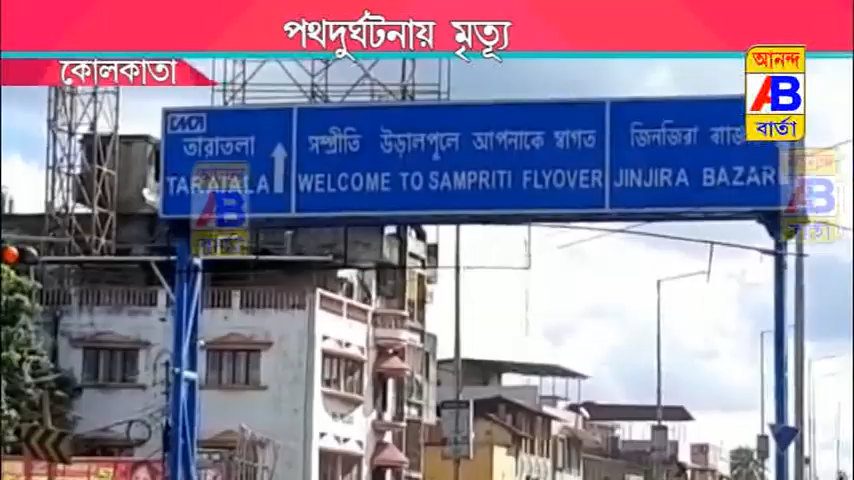 পথদুর্ঘটনায় মৃত্যূ
কোলকাতা
আনন্দ
AB
বার্তা
তারাতলা
TARATALA
সম্প্রীতি উড়ালপুলে আপনাকে স্বাগত
WELCOME TO SAMPRITI FLYOVER
জিনজিরা
JINJIRA BAZAR